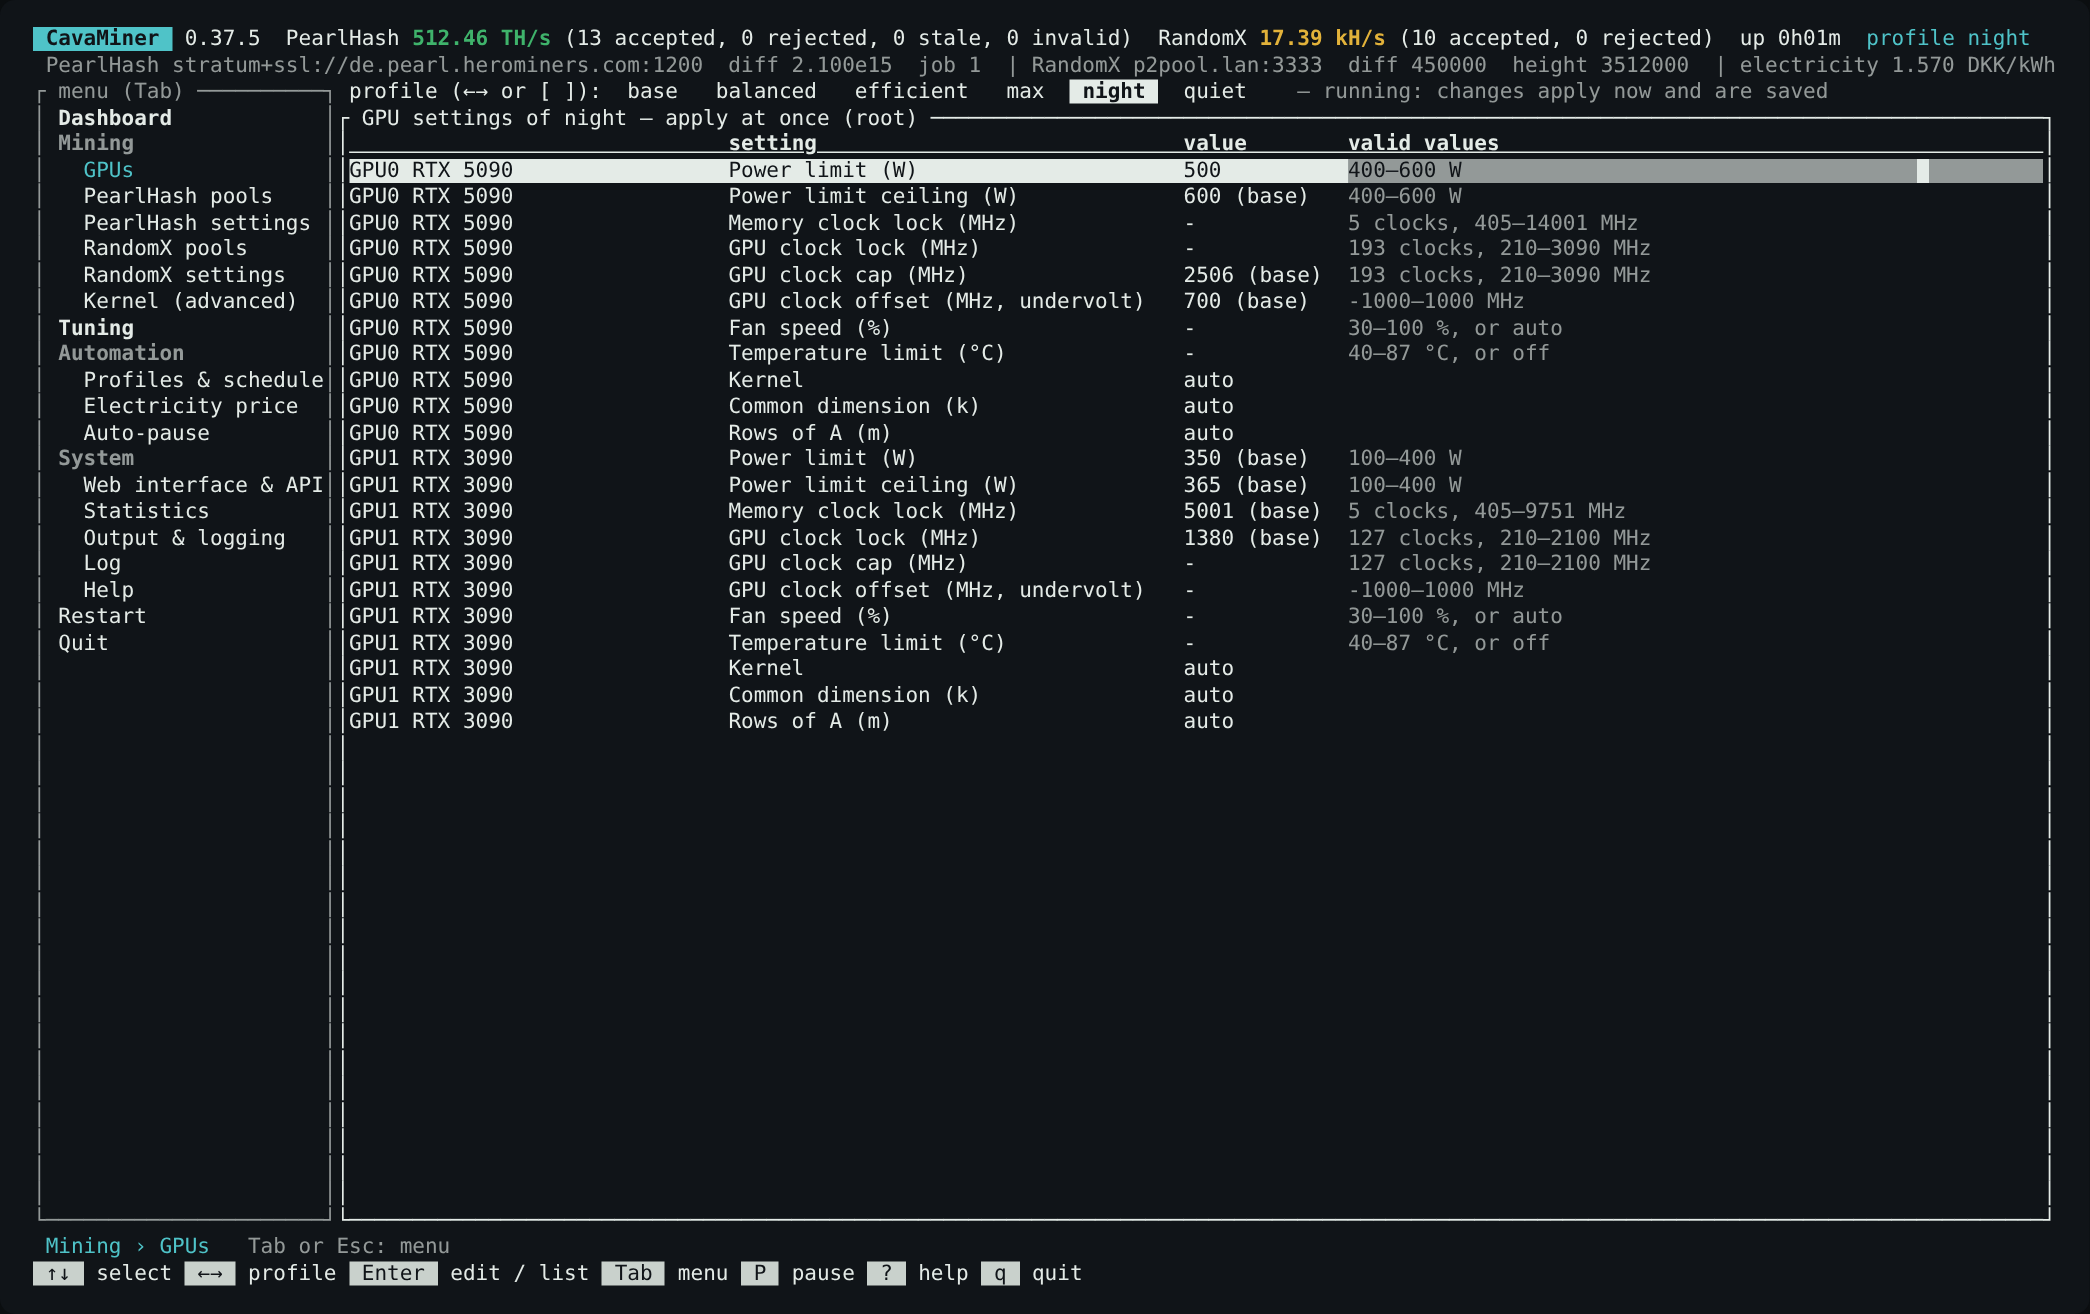 CavaMiner 0.37.5 PearlHash 512.46 TH/s (13 accepted, 0 rejected, 0 stale, 0 invalid) RandomX 17.39 kH/s (10 accepted, 0 rejected) up 0h01m profile night
PearlHash stratum+ssl://de.pearl.herominers.com:1200 diff 2.100e15 job 1 | RandomX p2pool.lan:3333 diff 450000 height 3512000 | electricity 1.570 DKK/kWh
menu (Tab)
Dashboard
Mining
GPUs
PearlHash pools
PearlHash settings
RandomX pools
RandomX settings
Kernel (advanced)
Tuning
Automation
Profiles & schedule
Electricity price
Auto-pause
System
Web interface & API
Statistics
Output & logging
Log
Help
Restart
Quit
profile (←→ or [ ]): base balanced efficient max night quiet — running: changes apply now and are saved
GPU settings of night — apply at once (root)
setting value valid values
GPU0 RTX 5090 Power limit (W) 500 400–600 W
GPU0 RTX 5090 Power limit ceiling (W) 600 (base) 400–600 W
GPU0 RTX 5090 Memory clock lock (MHz) - 5 clocks, 405–14001 MHz
GPU0 RTX 5090 GPU clock lock (MHz) - 193 clocks, 210–3090 MHz
GPU0 RTX 5090 GPU clock cap (MHz) 2506 (base) 193 clocks, 210–3090 MHz
GPU0 RTX 5090 GPU clock offset (MHz, undervolt) 700 (base) -1000–1000 MHz
GPU0 RTX 5090 Fan speed (%) - 30–100 %, or auto
GPU0 RTX 5090 Temperature limit (°C) - 40–87 °C, or off
GPU0 RTX 5090 Kernel auto
GPU0 RTX 5090 Common dimension (k) auto
GPU0 RTX 5090 Rows of A (m) auto
GPU1 RTX 3090 Power limit (W) 350 (base) 100–400 W
GPU1 RTX 3090 Power limit ceiling (W) 365 (base) 100–400 W
GPU1 RTX 3090 Memory clock lock (MHz) 5001 (base) 5 clocks, 405–9751 MHz
GPU1 RTX 3090 GPU clock lock (MHz) 1380 (base) 127 clocks, 210–2100 MHz
GPU1 RTX 3090 GPU clock cap (MHz) - 127 clocks, 210–2100 MHz
GPU1 RTX 3090 GPU clock offset (MHz, undervolt) - -1000–1000 MHz
GPU1 RTX 3090 Fan speed (%) - 30–100 %, or auto
GPU1 RTX 3090 Temperature limit (°C) - 40–87 °C, or off
GPU1 RTX 3090 Kernel auto
GPU1 RTX 3090 Common dimension (k) auto
GPU1 RTX 3090 Rows of A (m) auto
Mining › GPUs Tab or Esc: menu
↑↓ select ←→ profile Enter edit / list Tab menu P pause ? help q quit